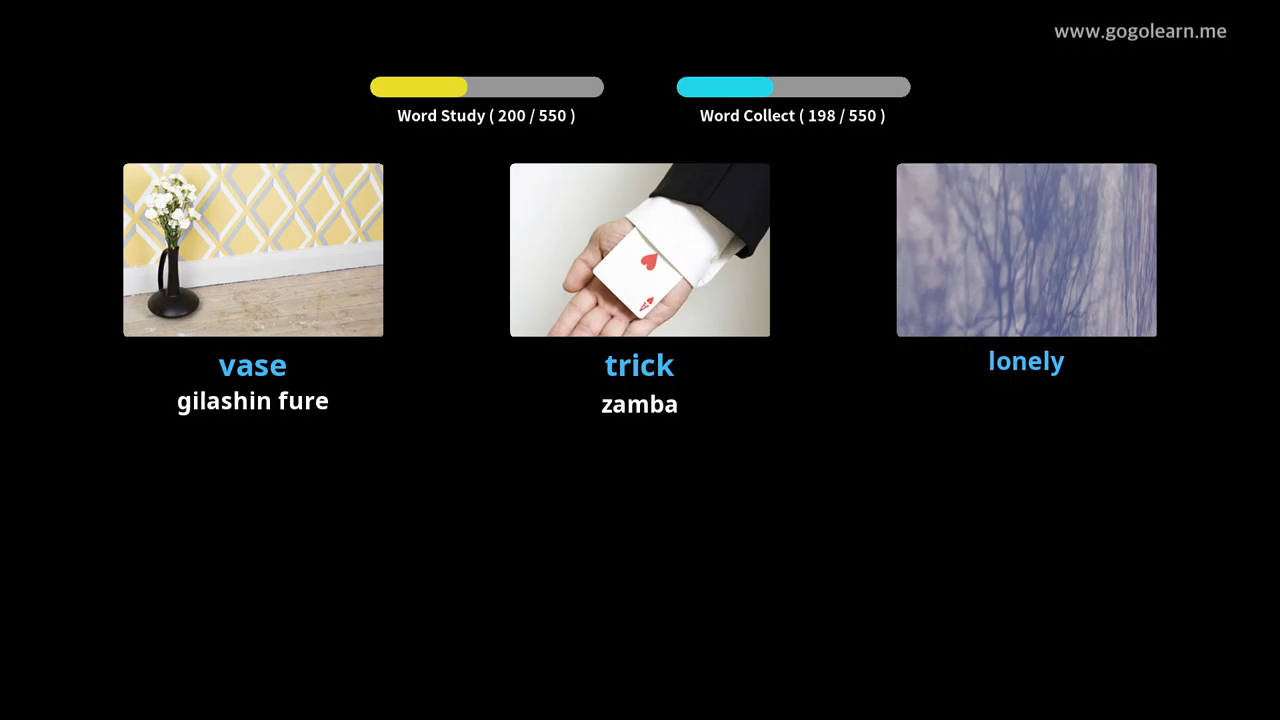 www.gogolearn.me
Word Study ( 200 / 550 )
Word Collect ( 198 / 550 )
vase
gilashin fure
trick
zamba
lonely